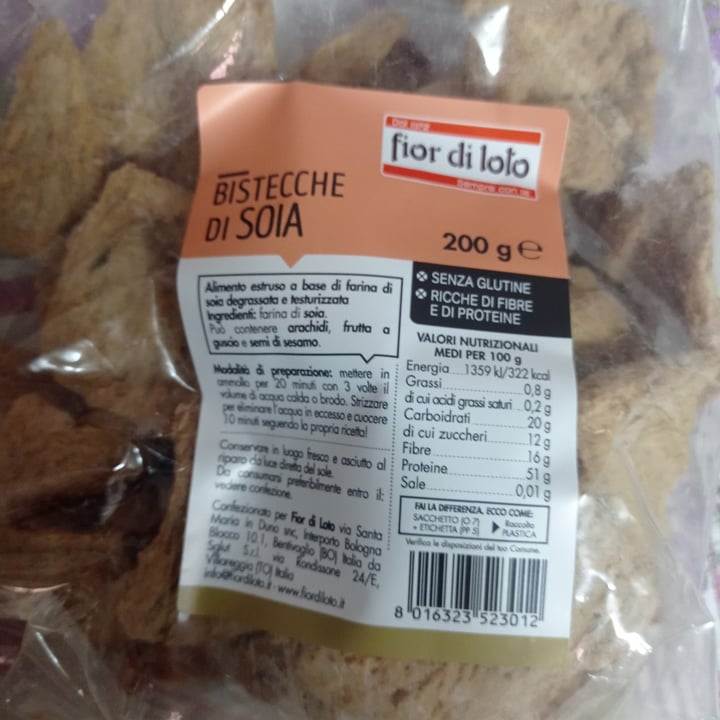 Dal 1972
fior di loto
sempre con te
BISTECCHE
DI SOIA
200 g e
SENZA GLUTINE
RICCHE DI FIBRE
E DI PROTEINE
Alimento estruso a base di farina di
soia degrassata e testurizzata
Ingredienti: farina di soia.
Può contenere arachidi, frutta a
guscio e semi di sesamo.
Modalità di preparazione: mettere in
ammollo per 20 minuti con 3 volte il
volume di acqua calda o brodo. Strizzare
per eliminare l'acqua in eccesso e cuocere
10 minuti seguendo la propria ricetta!
Conservare in luogo fresco e asciutto al
riparo da luce diretta del sole.
Da consumarsi preferibilmente entro il:
vedere confezione.
Confezionato per Fior di Loto via Santa
Maria in Duno snc, Interporto Bologna
Blocco 10.1, Bentivoglio (BO) Italia da
Salut S.r.l. via Rondissone 24/E,
Villareggia (TO) Italia
info@fiordiloto.it - www.fiordiloto.it
VALORI NUTRIZIONALI
MEDI PER 100 g
Energia 1359 kJ/322 kcal
Grassi 0,8 g
di cui acidi grassi saturi 0,2 g
Carboidrati 20 g
di cui zuccheri 12 g
Fibre 16 g
Proteine 51 g
Sale 0,01 g
FAI LA DIFFERENZA. ECCO COME:
SACCHETTO (O 7)
+ ETICHETTA (PP 5)
Raccolta
PLASTICA
Verifica le disposizioni del tuo Comune.
8 016323 523012